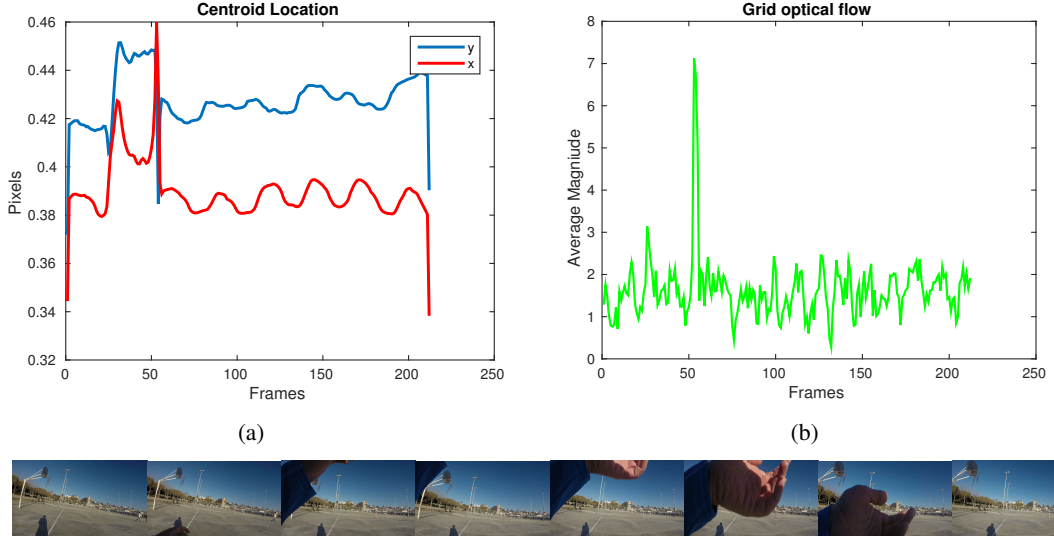 Centroid Location
0.46
0.44
0.42
0.4
0.38
0.36
0.34
0.32
Pixels
y
x
0 50 100 150 200 250
Frames
(a)
Grid optical flow
8
7
6
5
4
3
2
1
0
Average Magniude
0 50 100 150 200 250
Frames
(b)